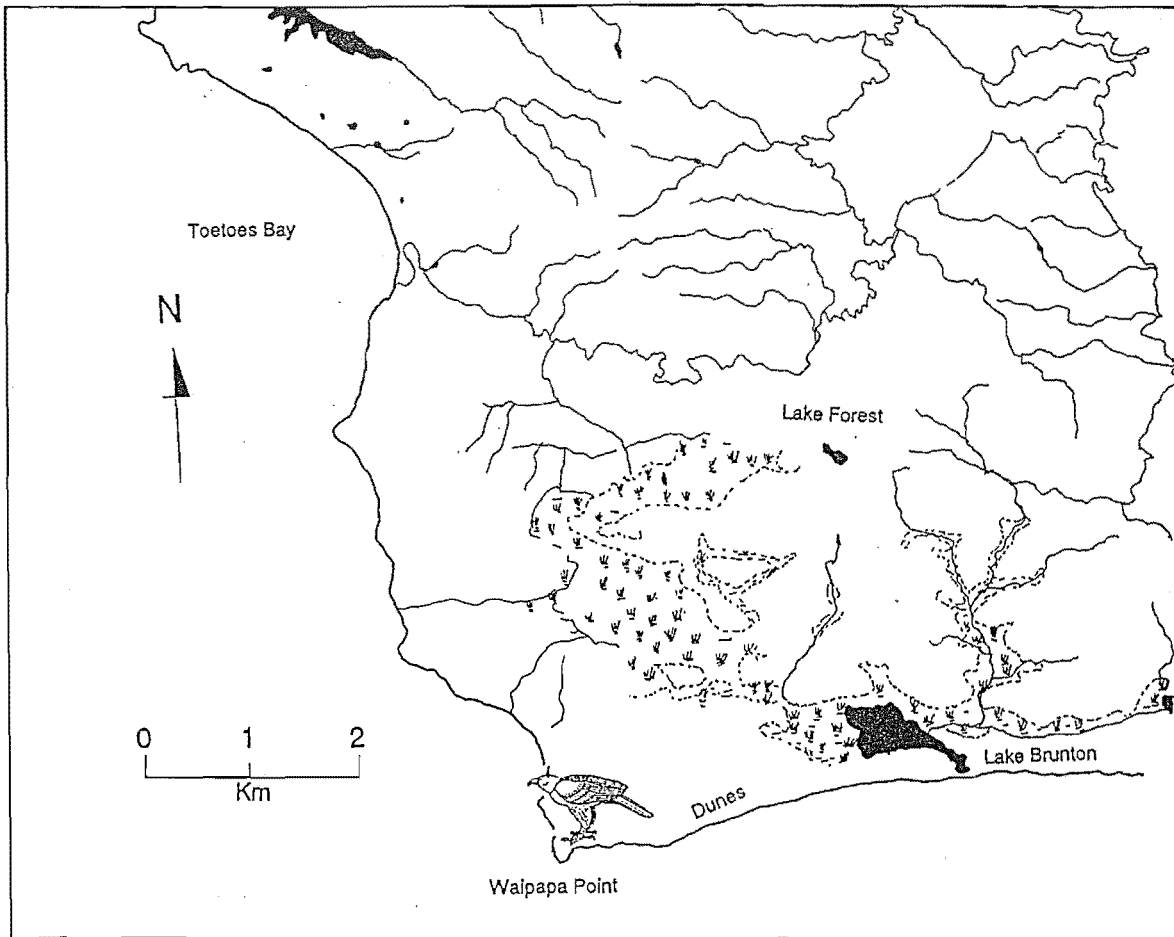 Toetoes Bay
N
Lake Forest
0 1 2
Km
Lake Brunton
Dunes
Waipapa Point